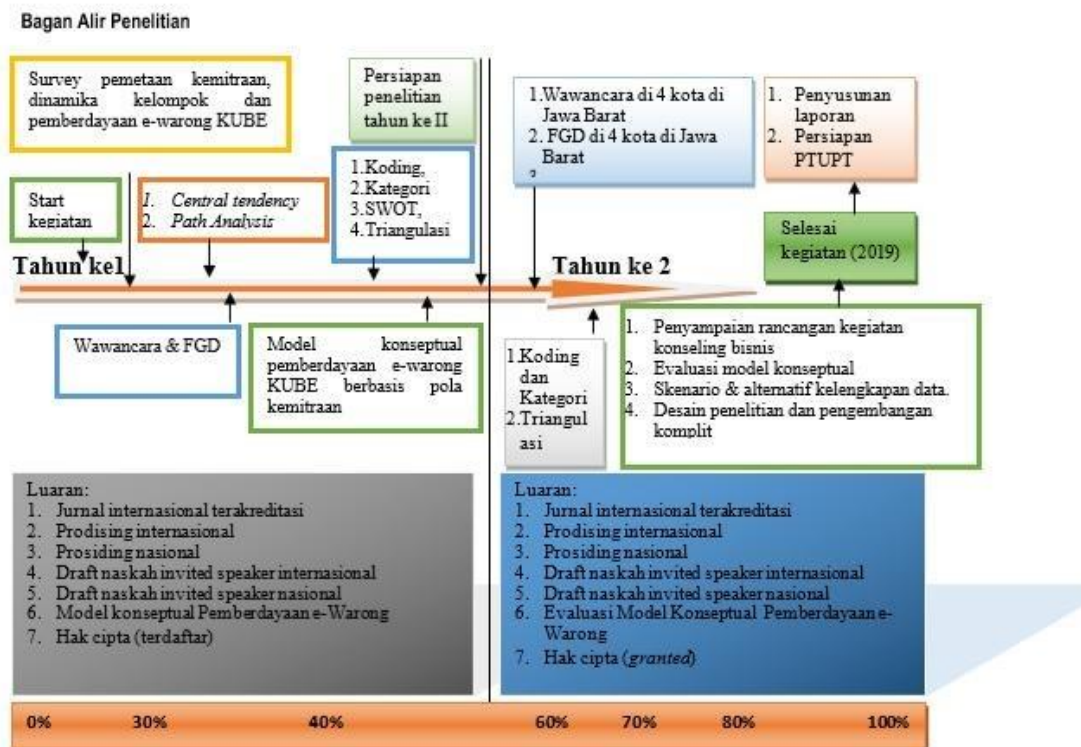 Bagan Alir Penelitian
Survey pemetaan kemitraan,
dinamika kelompok dan
pemberdayaan e-warong KUBE
Persiapan
penelitian
tahun ke II
1.Wawancara di 4 kota di
Jawa Barat
2. FGD di 4 kota di Jawa
Barat
1. Penyusunan
laporan
2. Persiapan
PTUPT
Start
kegiatan
1. Central tendency
2. Path Analysis
1.Koding,
2.Kategori
3.SWOT,
4.Triangulasi
Selesai
kegiatan (2019)
Tahun ke1
Tahun ke 2
Wawancara & FGD
Model konseptual
pemberdayaan e-warong
KUBE berbasis pola
kemitraan
1.Koding
dan
Kategori
2.Triangul
asi
1. Penyampaian rancangan kegiatan
konseling bisnis
2. Evaluasi model konseptual
3. Skenario & alternatif kelengkapan data.
4. Desain penelitian dan pengembangan
komplit
Luaran:
1. Jurnal internasional terakreditasi
2. Prodising internasional
3. Prosiding nasional
4. Draft naskah invited speaker internasional
5. Draft naskah invited speaker nasional
6. Model konseptual Pemberdayaan e-Warong
7. Hak cipta (terdaftar)
Luaran:
1. Jurnal internasional terakreditasi
2. Prodising internasional
3. Prosiding nasional
4. Draft naskah invited speaker internasional
5. Draft naskah invited speaker nasional
6. Evaluasi Model Konseptual Pemberdayaan e-
Warong
7. Hak cipta (granted)
0% 30% 40% 60% 70% 80% 100%